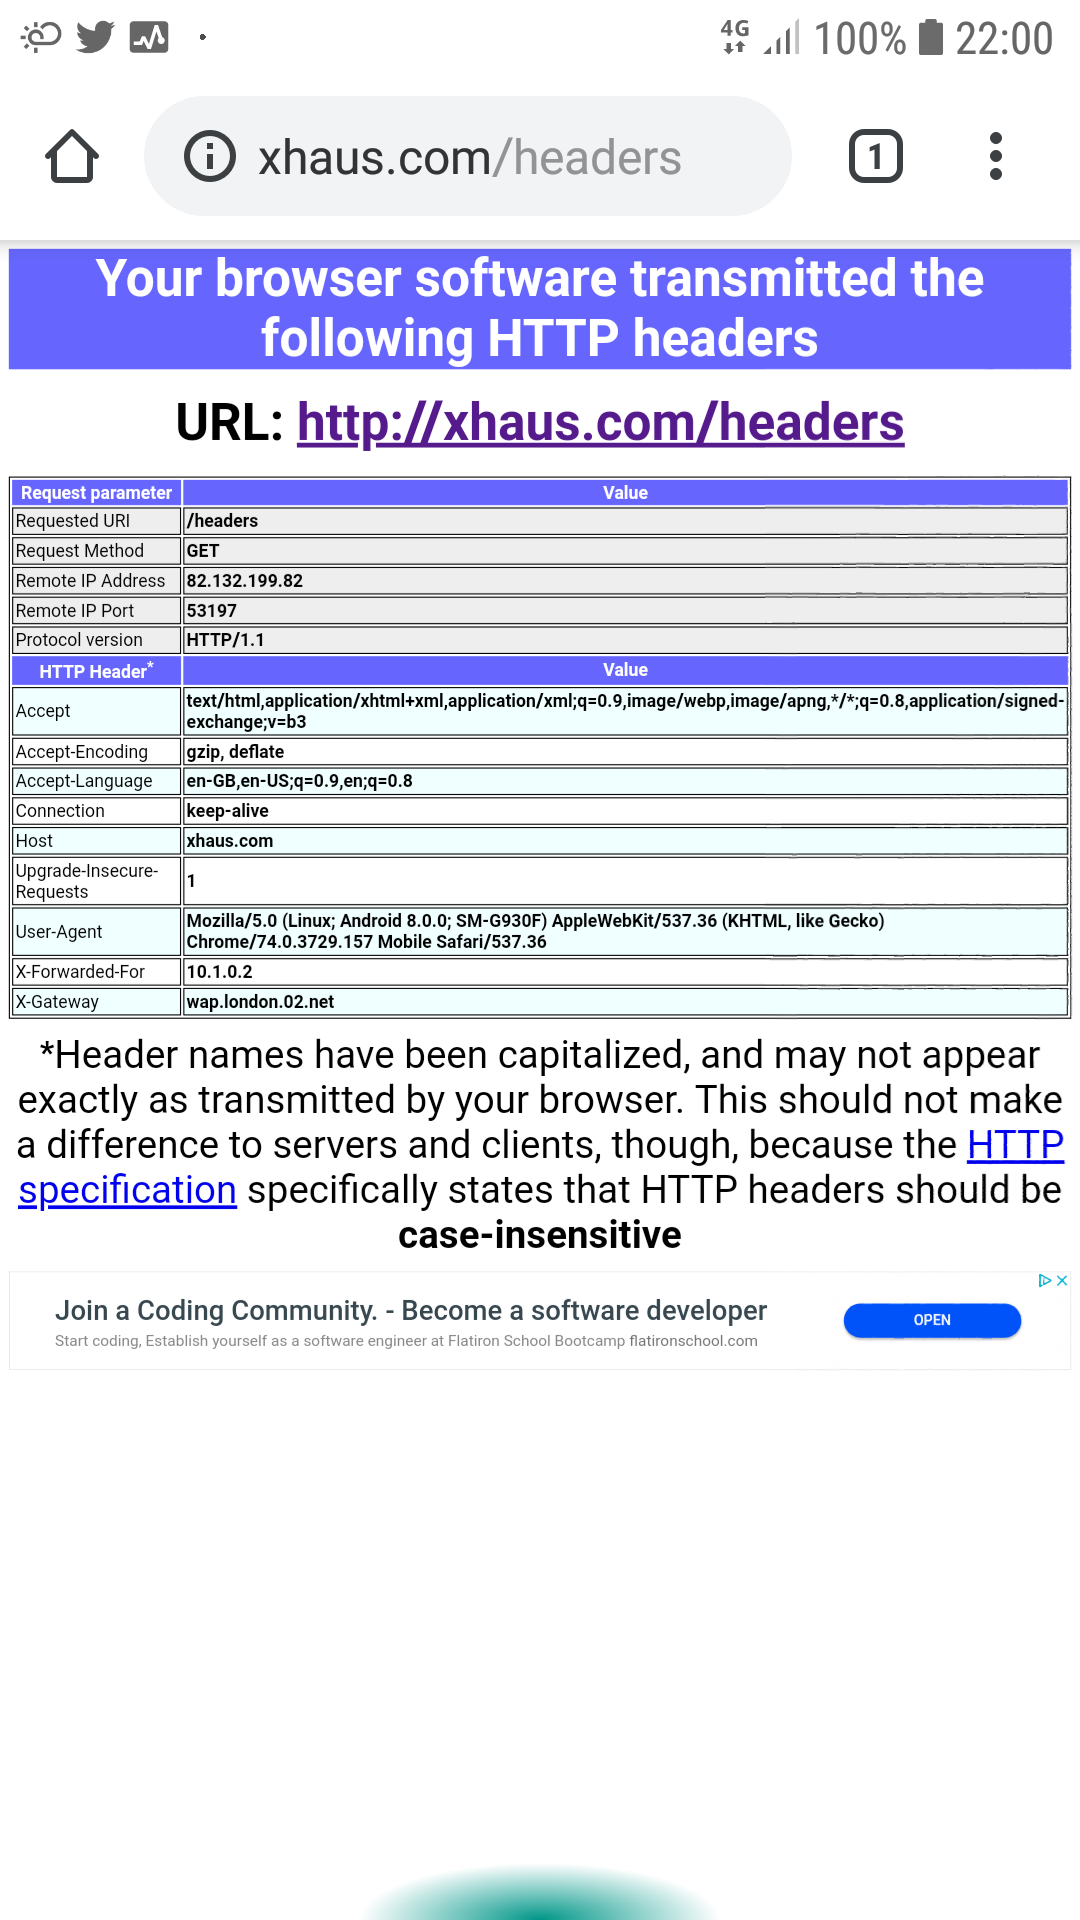 4G 100% 22:00
xhaus.com/headers
1
Your browser software transmitted the
following HTTP headers
URL: http://xhaus.com/headers
Request parameter Value
Requested URI /headers
Request Method GET
Remote IP Address 82.132.199.82
Remote IP Port 53197
Protocol version HTTP/1.1
HTTP Header* Value
Accept text/html,application/xhtml+xml,application/xml;q=0.9,image/webp,image/apng,*/*;q=0.8,application/signed-
exchange;v=b3
Accept-Encoding gzip, deflate
Accept-Language en-GB,en-US;q=0.9,en;q=0.8
Connection keep-alive
Host xhaus.com
Upgrade-Insecure-
Requests 1
User-Agent Mozilla/5.0 (Linux; Android 8.0.0; SM-G930F) AppleWebKit/537.36 (KHTML, like Gecko)
Chrome/74.0.3729.157 Mobile Safari/537.36
X-Forwarded-For 10.1.0.2
X-Gateway wap.london.02.net
*Header names have been capitalized, and may not appear
exactly as transmitted by your browser. This should not make
a difference to servers and clients, though, because the HTTP
specification specifically states that HTTP headers should be
case-insensitive
Join a Coding Community. - Become a software developer
Start coding, Establish yourself as a software engineer at Flatiron School Bootcamp flatironschool.com
OPEN